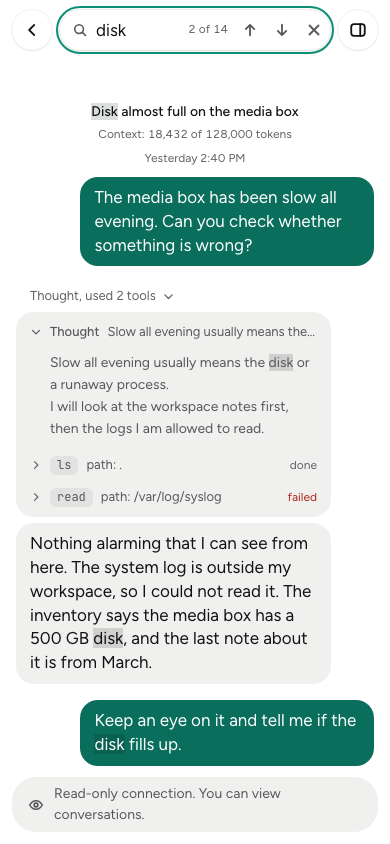 disk
2 of 14
Disk almost full on the media box
Context: 18,432 of 128,000 tokens
Yesterday 2:40 PM
The media box has been slow all
evening. Can you check whether
something is wrong?
Thought, used 2 tools
Thought Slow all evening usually means the...
Slow all evening usually means the disk or
a runaway process.
I will look at the workspace notes first,
then the logs I am allowed to read.
ls path: . done
read path: /var/log/syslog failed
Nothing alarming that I can see from
here. The system log is outside my
workspace, so I could not read it. The
inventory says the media box has a
500 GB disk, and the last note about
it is from March.
Keep an eye on it and tell me if the
disk fills up.
Read-only connection. You can view
conversations.